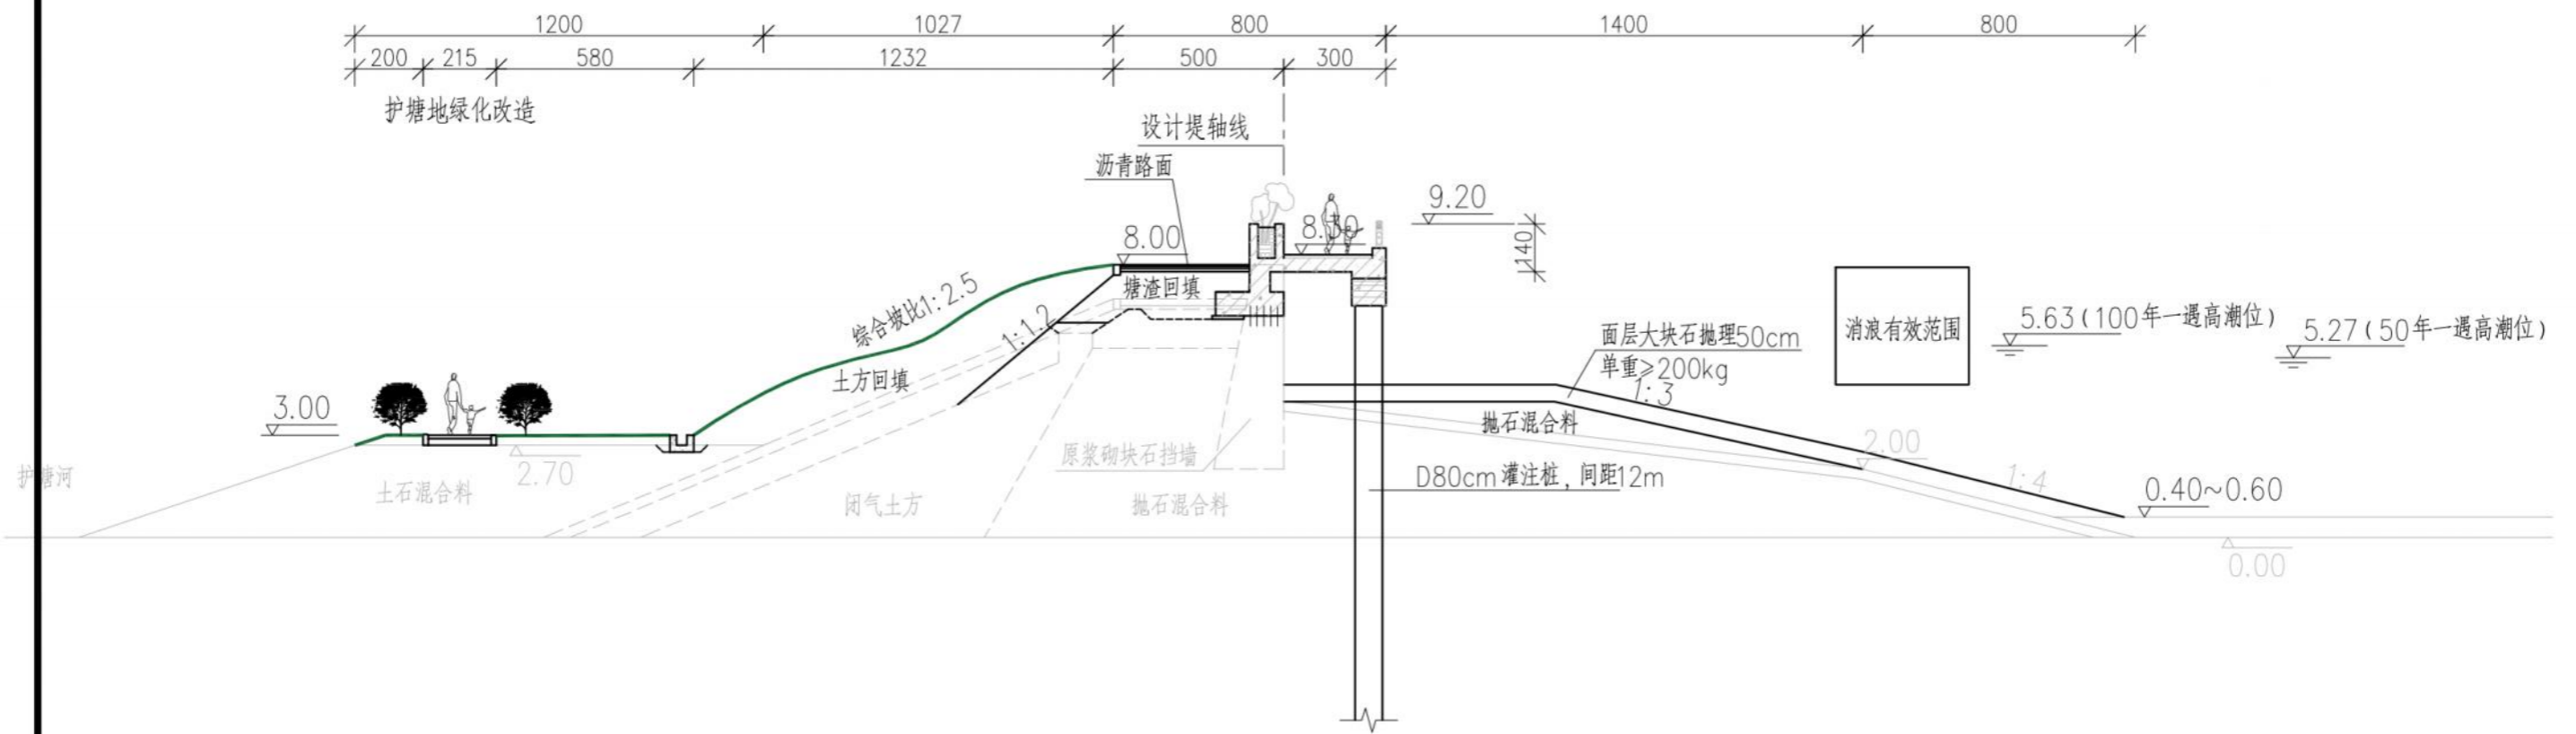 1200 1027 800 1400 800
200 215 580 1232 500 300
护塘地绿化改造
设计堤轴线
沥青路面
9.20
8.00
8.30
140
综合坡比1:2.5
塘渣回填
1:1.2
消浪有效范围
5.63(100年一遇高潮位)
5.27(50年一遇高潮位)
面层大块石抛理50cm
单重≥200kg
1:3
土方回填
3.00
抛石混合料
2.00
原浆砌块石挡墙
护塘河
2.70
D80cm灌注桩,间距12m
1:4
0.40~0.60
土石混合料
闭气土方
抛石混合料
0.00